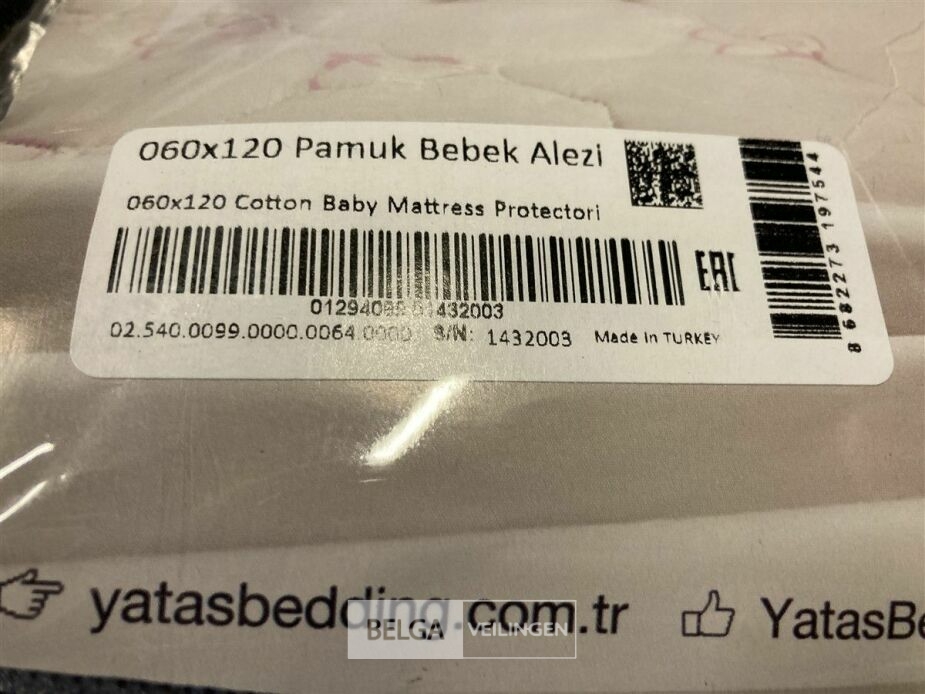 060x120 Pamuk Bebek Alezi
060x120 Cotton Baby Mattress Protectori
EAC
8 682273 197544
02.540.0099.0000.0064.0000 S/N: 1432003 Made in TURKEY
yatasbedding.com.tr YatasBe
BELGA VEILINGEN